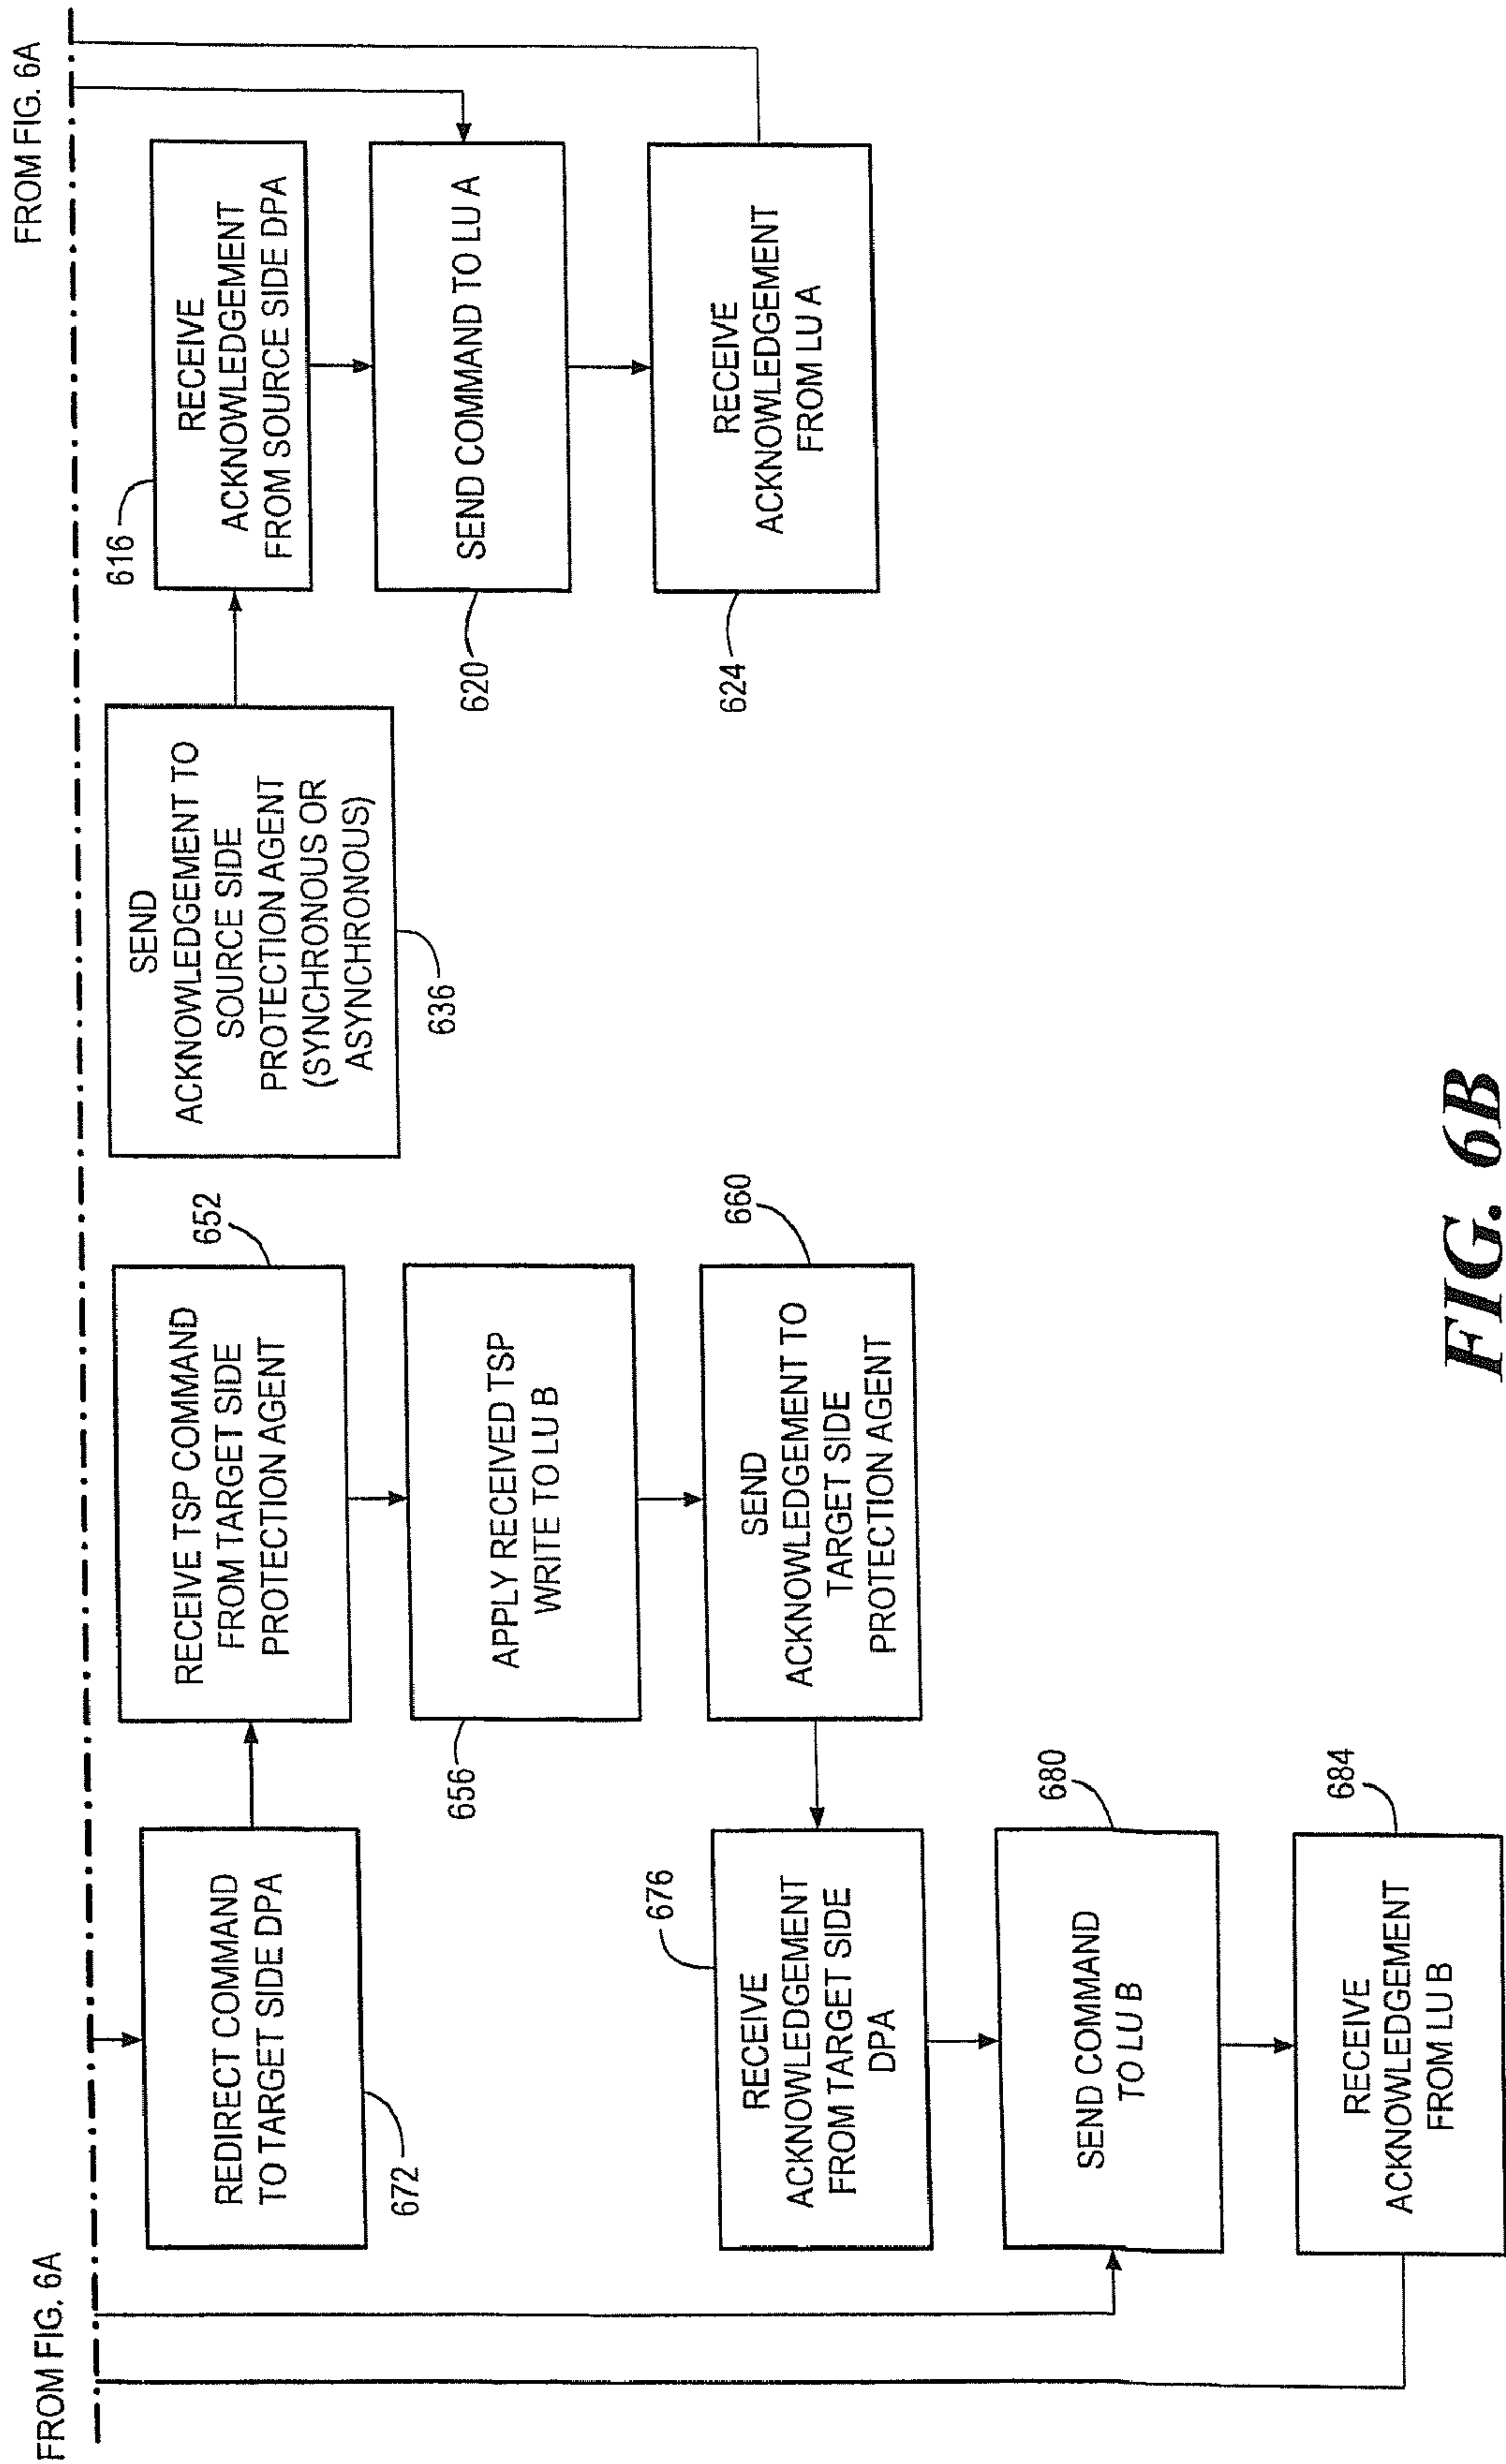 FROM FIG. 6A
FROM FIG. 6A
REDIRECT COMMAND
TO TARGET SIDE DPA
672
RECEIVE TSP COMMAND
FROM TARGET SIDE
PROTECTION AGENT
652
SEND
ACKNOWLEDGEMENT TO
SOURCE SIDE
PROTECTION AGENT
(SYNCHRONOUS OR
ASYNCHRONOUS)
636
616
RECEIVE
ACKNOWLEDGEMENT
FROM SOURCE SIDE DPA
APPLY RECEIVED TSP
WRITE TO LU B
656
SEND COMMAND TO LU A
620
SEND
ACKNOWLEDGEMENT TO
TARGET SIDE
PROTECTION AGENT
660
RECEIVE
ACKNOWLEDGEMENT
FROM LU A
624
676
RECEIVE
ACKNOWLEDGEMENT
FROM TARGET SIDE
DPA
SEND COMMAND
TO LU B
680
RECEIVE
ACKNOWLEDGEMENT
FROM LU B
684
FIG. 6B